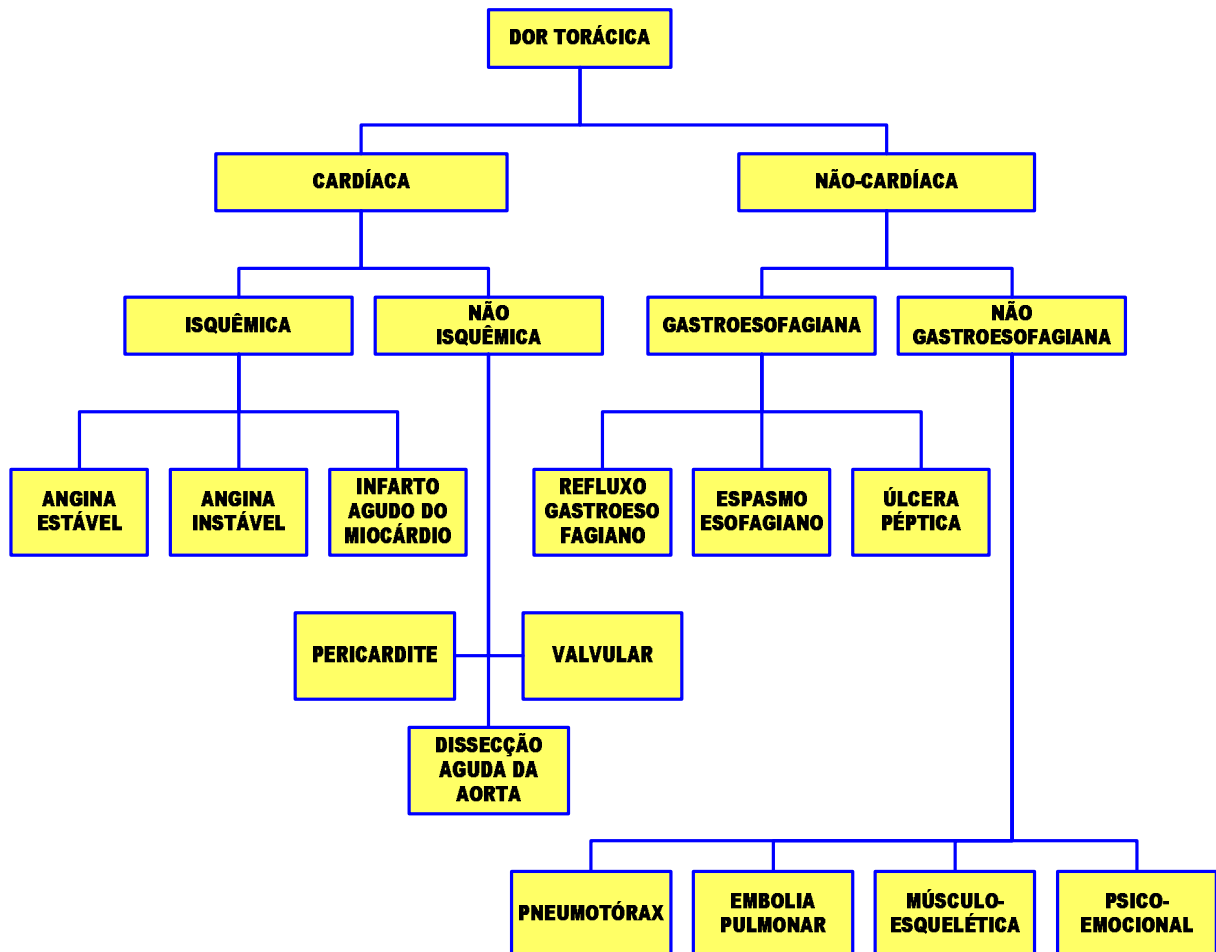 DOR TORÁCICA
CARDÍACA
NÃO-CARDÍACA
ISQUÊMICA
NÃO
ISQUÊMICA
GASTROESOFAGIANA
NÃO
GASTROESOFAGIANA
ANGINA
ESTÁVEL
ANGINA
INSTÁVEL
INFARTO
AGUDO DO
MIOCÁRDIO
REFLUXO
GASTROESO
FAGIANO
ESPASMO
ESOFAGIANO
ÚLCERA
PÉPTICA
PERICARDITE
VALVULAR
DISSECÇÃO
AGUDA DA
AORTA
PNEUMOTÓRAX
EMBOLIA
PULMONAR
MÚSCULO-
ESQUELÉTICA
PSICO-
EMOCIONAL